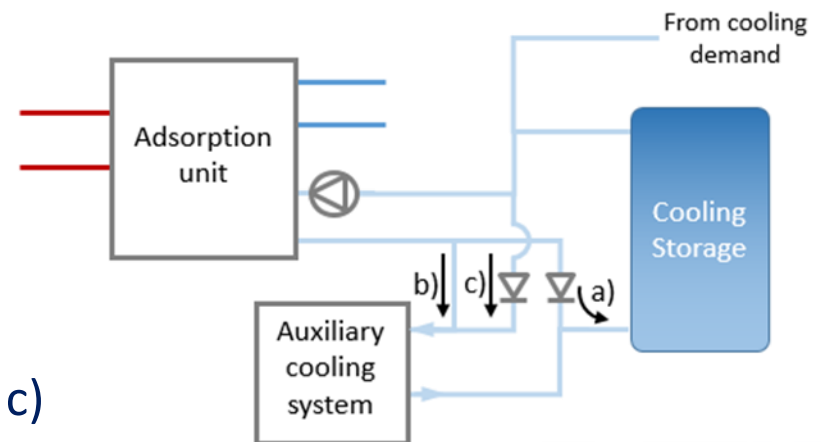 From cooling
demand
Adsorption
unit
Cooling
Storage
b)
c)
a)
Auxiliary
cooling
system
c)